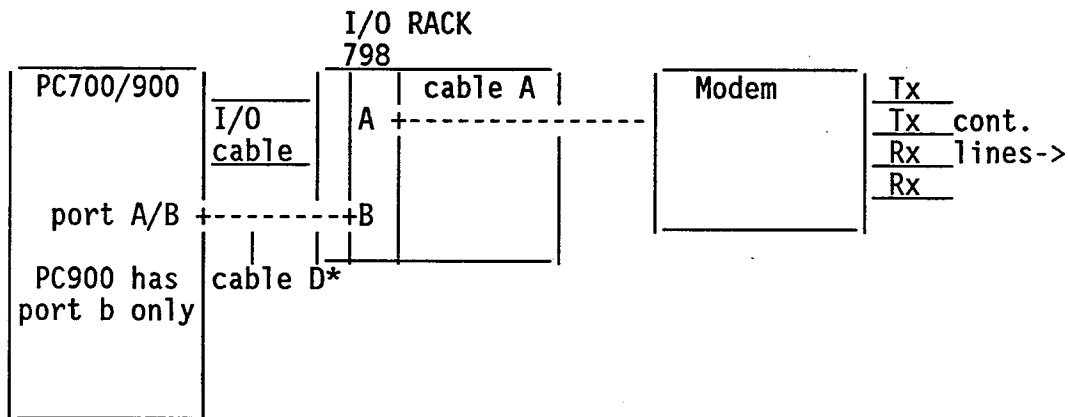 I/O RACK
798
PC700/900
I/O
cable
A
cable A
Modem
Tx
Tx cont.
Rx lines->
Rx
port A/B
B
PC900 has
port b only
cable D*